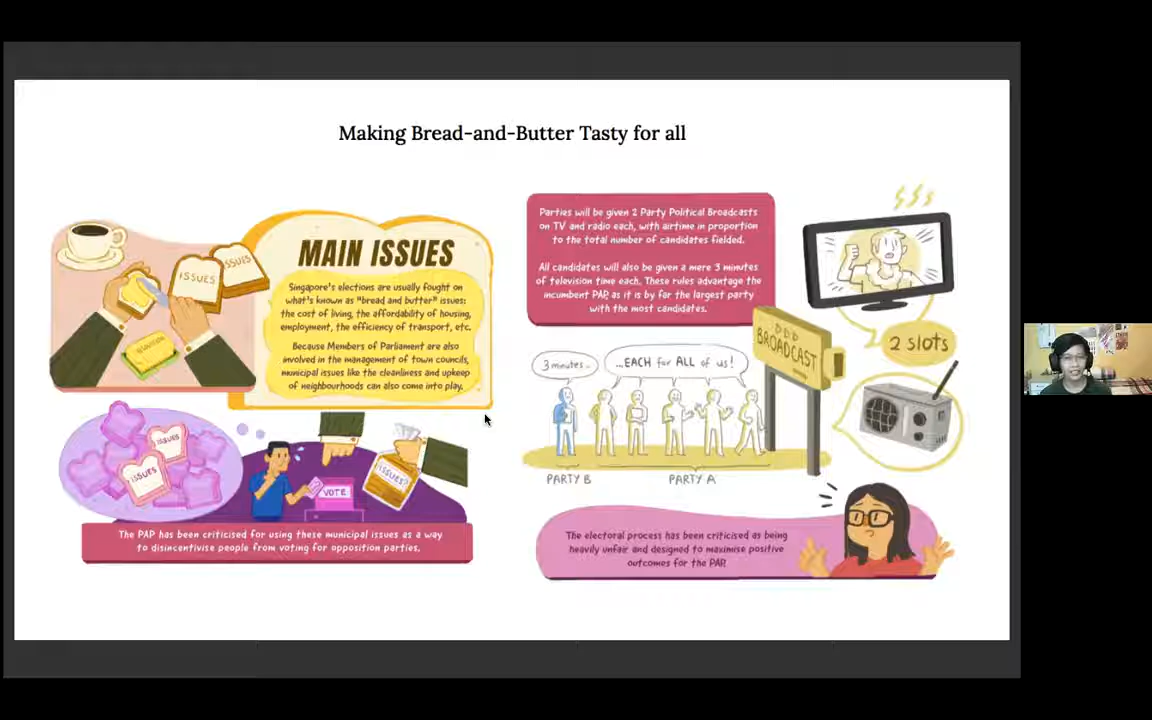 Making Bread-and-Butter Tasty for all
MAIN ISSUES
Singapore's elections are usually fought on
what's known as "bread and butter" issues:
the cost of living, the affordability of housing,
employment, the efficiency of transport, etc.
Because Members of Parliament are also
involved in the management of town councils,
municipal issues like the cleanliness and upkeep
of neighbourhoods can also come into play.
ISSUES
ISSUES
ISSUES
ISSUES
VOTE
ISSUES?
The PAP has been criticised for using these municipal issues as a way
to disincentivise people from voting for opposition parties.
Parties will be given 2 Party Political Broadcasts
on TV and radio each, with airtime in proportion
to the total number of candidates fielded.
All candidates will also be given a mere 3 minutes
of television time each. These rules advantage the
incumbent PAP, as it is by far the largest party
with the most candidates.
BROADCAST
2 slots
3 minutes..
...EACH for ALL of us!
PARTY B
PARTY A
The electoral process has been criticised as being
heavily unfair and designed to maximise positive
outcomes for the PAP.